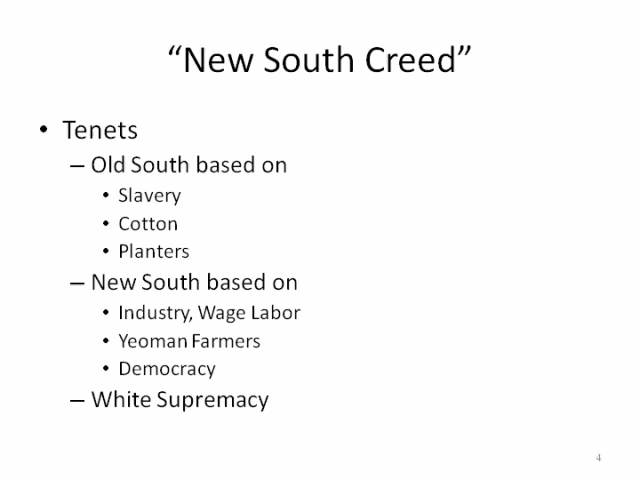 “New South Creed”
• Tenets
– Old South based on
• Slavery
• Cotton
• Planters
– New South based on
• Industry, Wage Labor
• Yeoman Farmers
• Democracy
– White Supremacy
4